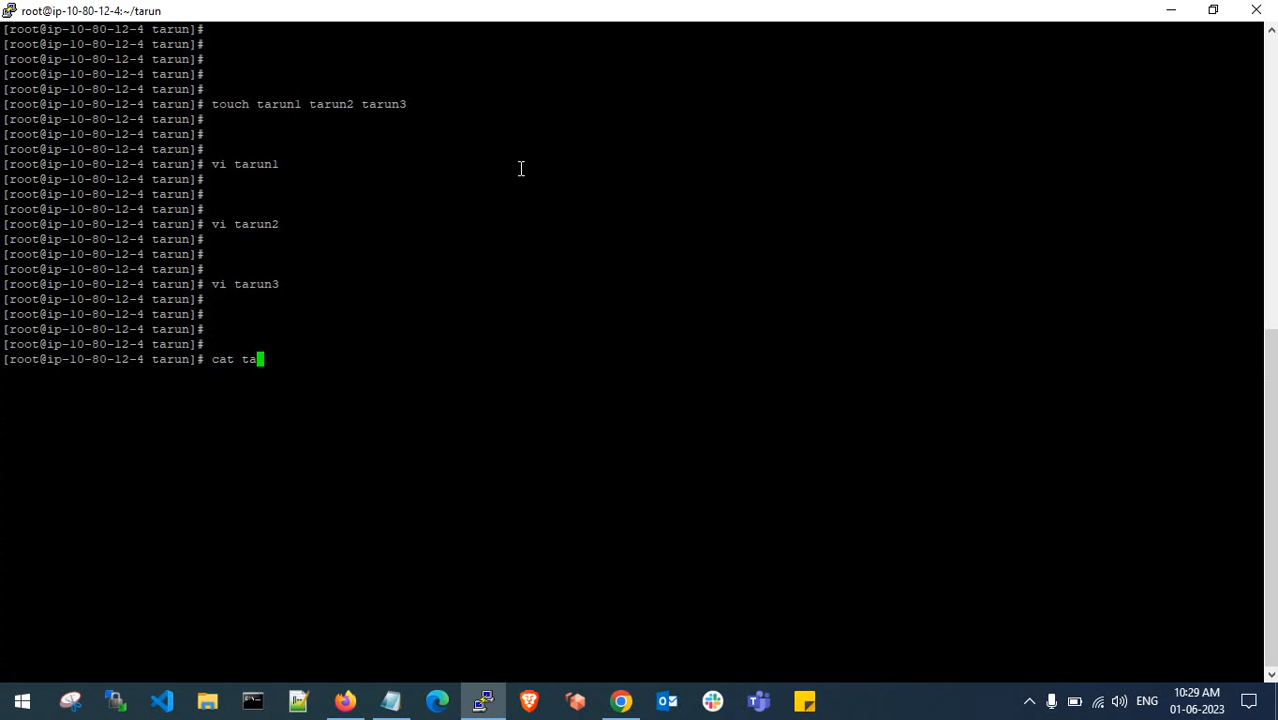 root@ip-10-80-12-4:~/tarun
[root@ip-10-80-12-4 tarun]#
[root@ip-10-80-12-4 tarun]#
[root@ip-10-80-12-4 tarun]#
[root@ip-10-80-12-4 tarun]#
[root@ip-10-80-12-4 tarun]#
[root@ip-10-80-12-4 tarun]# touch tarun1 tarun2 tarun3
[root@ip-10-80-12-4 tarun]#
[root@ip-10-80-12-4 tarun]#
[root@ip-10-80-12-4 tarun]#
[root@ip-10-80-12-4 tarun]# vi tarun1
[root@ip-10-80-12-4 tarun]#
[root@ip-10-80-12-4 tarun]#
[root@ip-10-80-12-4 tarun]#
[root@ip-10-80-12-4 tarun]# vi tarun2
[root@ip-10-80-12-4 tarun]#
[root@ip-10-80-12-4 tarun]#
[root@ip-10-80-12-4 tarun]#
[root@ip-10-80-12-4 tarun]# vi tarun3
[root@ip-10-80-12-4 tarun]#
[root@ip-10-80-12-4 tarun]#
[root@ip-10-80-12-4 tarun]#
[root@ip-10-80-12-4 tarun]#
[root@ip-10-80-12-4 tarun]# cat ta
ENG
10:29 AM
01-06-2023